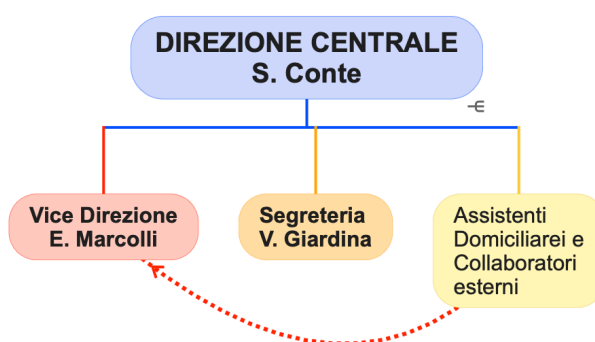 DIREZIONE CENTRALE
S. Conte
Vice Direzione
E. Marcolli
Segreteria
V. Giardina
Assistenti
Domiciliarei e
Collaboratori
esterni